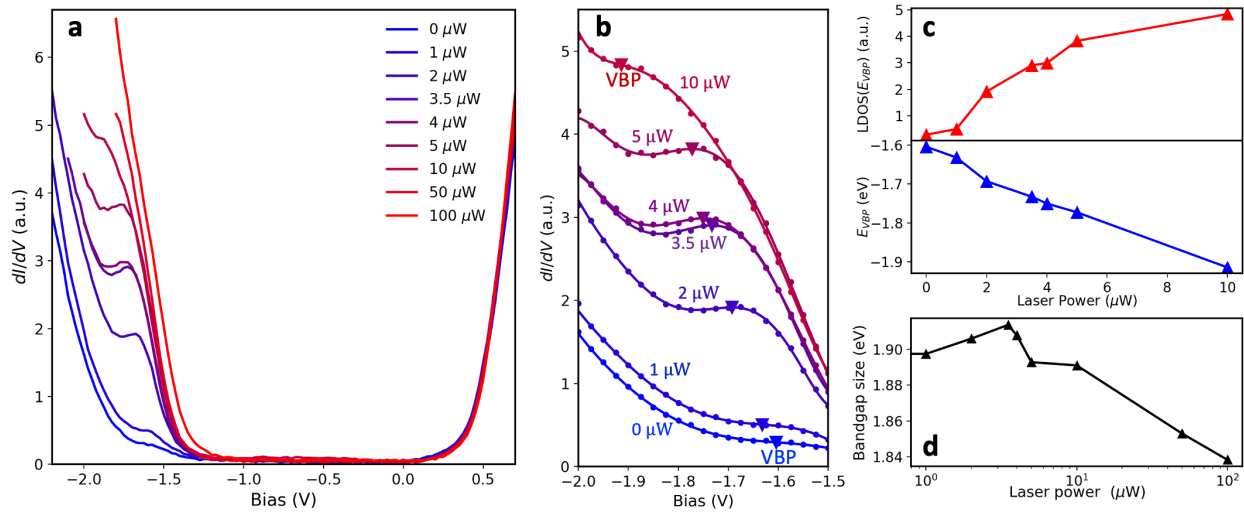 a
0 μW
1 μW
2 μW
3.5 μW
4 μW
5 μW
10 μW
50 μW
100 μW
dI/dV (a.u.)
6
5
4
3
2
1
0
−2.0
−1.5
−1.0
−0.5
0.0
0.5
Bias (V)
b
VBP
10 μW
5 μW
4 μW
3.5 μW
2 μW
1 μW
0 μW
VBP
dI/dV (a.u.)
5
4
3
2
1
0
−2.0
−1.9
−1.8
−1.7
−1.6
−1.5
Bias (V)
c
LDOS(E_VBP) (a.u.)
5
4
3
2
1
E_VBP (eV)
−1.6
−1.7
−1.8
−1.9
0
2
4
6
8
10
Laser Power (μW)
d
Bandgap size (eV)
1.90
1.88
1.86
1.84
10⁰
10¹
10²
Laser power (μW)